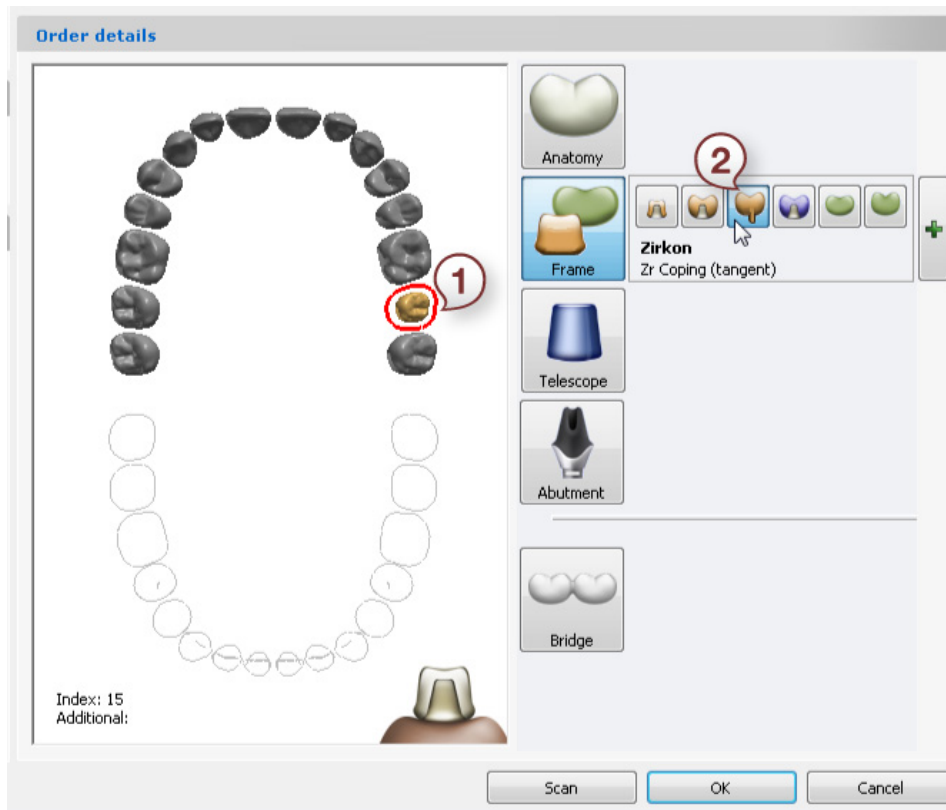 Order details
Anatomy
2
Frame
Zirkon
Zr Coping (tangent)
1
Telescope
Abutment
Bridge
Index: 15
Additional:
Scan
OK
Cancel